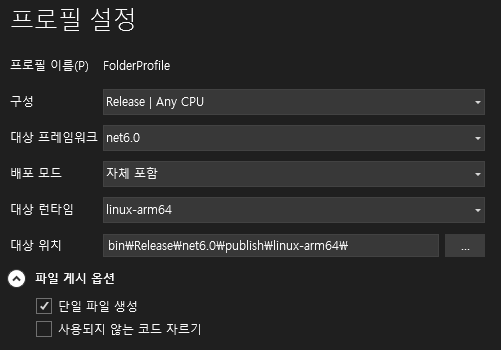 프로필 설정
프로필 이름(P) FolderProfile
구성 Release | Any CPU
대상 프레임워크 net6.0
배포 모드 자체 포함
대상 런타임 linux-arm64
대상 위치 bin₩Release₩net6.0₩publish₩linux-arm64₩ ...
파일 게시 옵션
단일 파일 생성
사용되지 않는 코드 자르기